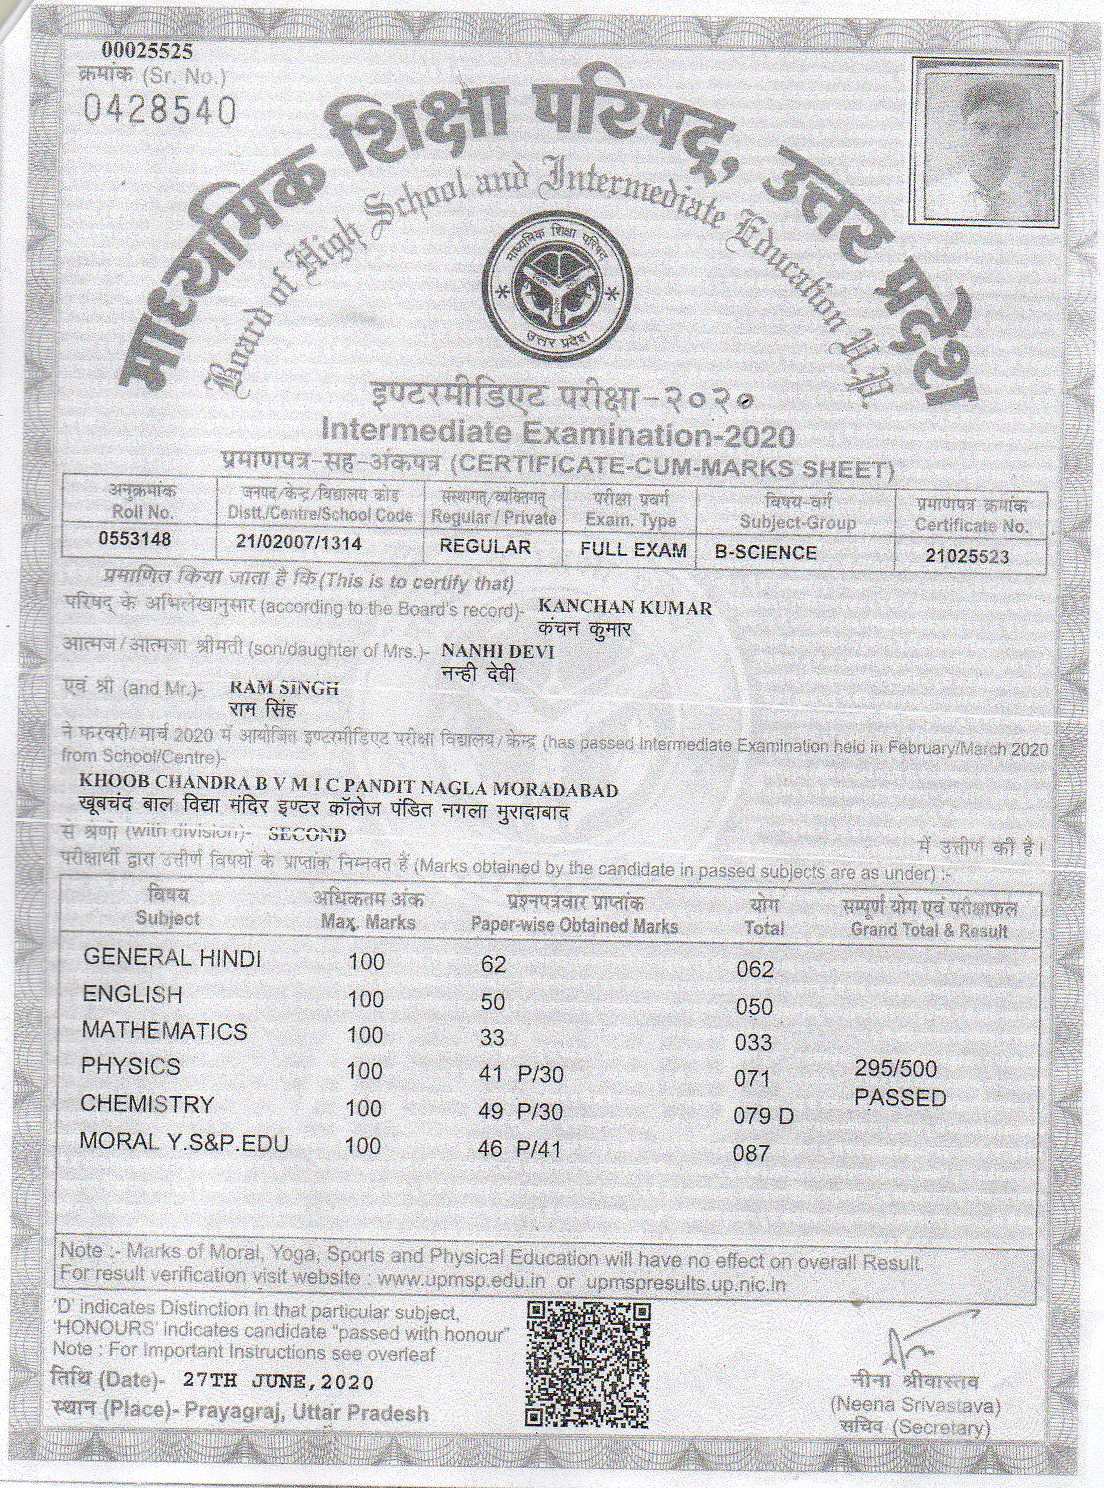 00025525
क्रमांक (Sr. No.)
0428540
माध्यमिक शिक्षा परिषद्, उत्तर प्रदेश
Board of High School and Intermediate Education U.P.
माध्यमिक शिक्षा परिषद
उत्तर प्रदेश
इण्टरमीडिएट परीक्षा-२०२०
Intermediate Examination-2020
प्रमाणपत्र-सह-अंकपत्र (CERTIFICATE-CUM-MARKS SHEET)
अनुक्रमांक जनपद/केन्द्र/विद्यालय कोड संस्थागत/व्यक्तिगत परीक्षा प्रवर्ग विषय-वर्ग प्रमाणपत्र क्रमांक
Roll No. Distt./Centre/School Code Regular / Private Exam. Type Subject-Group Certificate No.
0553148 21/02007/1314 REGULAR FULL EXAM B-SCIENCE 21025523
प्रमाणित किया जाता है कि (This is to certify that)
परिषद् के अभिलेखानुसार (according to the Board's record)- KANCHAN KUMAR
कंचन कुमार
आत्मज/आत्मजा श्रीमती (son/daughter of Mrs.)- NANHI DEVI
नन्ही देवी
एवं श्री (and Mr.)- RAM SINGH
राम सिंह
ने फरवरी/मार्च 2020 में आयोजित इण्टरमीडिएट परीक्षा विद्यालय/केन्द्र (has passed Intermediate Examination held in February/March 2020
from School/Centre)-
KHOOB CHANDRA B V M I C PANDIT NAGLA MORADABAD
खूबचंद बाल विद्या मंदिर इण्टर कॉलेज पंडित नगला मुरादाबाद
से श्रेणी (with division)- SECOND में उत्तीर्ण की है।
परीक्षार्थी द्वारा उत्तीर्ण विषयों के प्राप्तांक निम्नवत हैं (Marks obtained by the candidate in passed subjects are as under) :-
विषय अधिकतम अंक प्रश्नपत्रवार प्राप्तांक योग सम्पूर्ण योग एवं परीक्षाफल
Subject Max. Marks Paper-wise Obtained Marks Total Grand Total & Result
GENERAL HINDI 100 62 062
ENGLISH 100 50 050
MATHEMATICS 100 33 033
PHYSICS 100 41 P/30 071 295/500
CHEMISTRY 100 49 P/30 079 D PASSED
MORAL Y.S&P.EDU 100 46 P/41 087
Note :- Marks of Moral, Yoga, Sports and Physical Education will have no effect on overall Result.
For result verification visit website : www.upmsp.edu.in or upmspresults.up.nic.in
'D' indicates Distinction in that particular subject,
'HONOURS' indicates candidate "passed with honour"
Note : For Important Instructions see overleaf
तिथि (Date)- 27TH JUNE,2020
स्थान (Place)- Prayagraj, Uttar Pradesh
नीना श्रीवास्तव
(Neena Srivastava)
सचिव (Secretary)